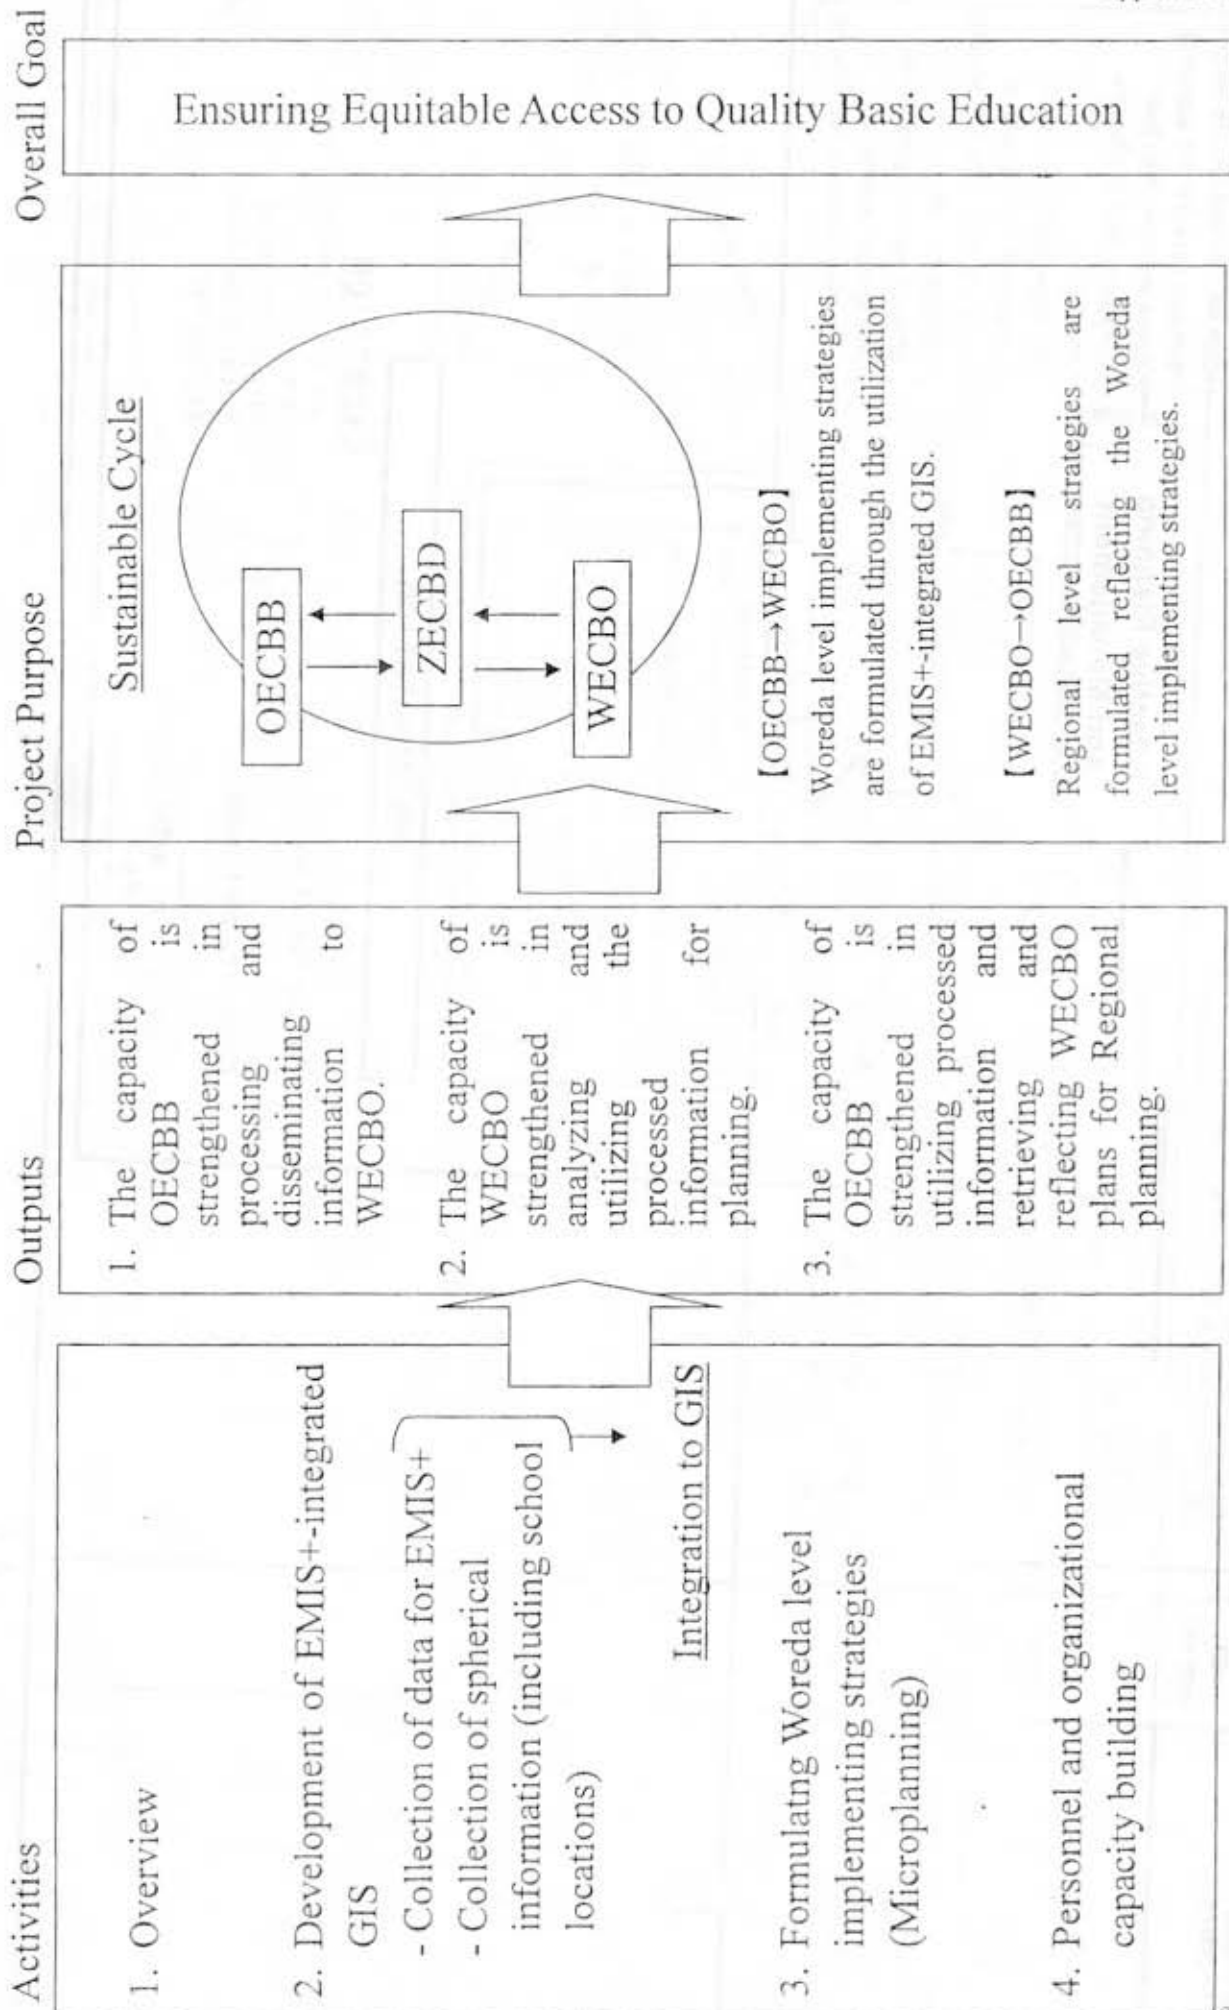 Activities
1. Overview
2. Development of EMIS+-integrated
GIS
- Collection of data for EMIS+
- Collection of spherical
information (including school
locations)
Integration to GIS
3. Formulatng Woreda level
implementing strategies
(Microplanning)
4. Personnel and organizational
capacity building
Outputs
1. The capacity of
OECBB is
strengthened in
processing and
disseminating
information to
WECBO.
2. The capacity of
WECBO is
strengthened in
analyzing and
utilizing the
processed
information for
planning.
3. The capacity of
OECBB is
strengthened in
utilizing processed
information and
retrieving and
reflecting WECBO
plans for Regional
planning.
Project Purpose
Sustainable Cycle
OECBB
ZECBD
WECBO
【OECBB→WECBO】
Woreda level implementing strategies
are formulated through the utilization
of EMIS+-integrated GIS.
【WECBO→OECBB】
Regional level strategies are
formulated reflecting the Woreda
level implementing strategies.
Overall Goal
Ensuring Equitable Access to Quality Basic Education